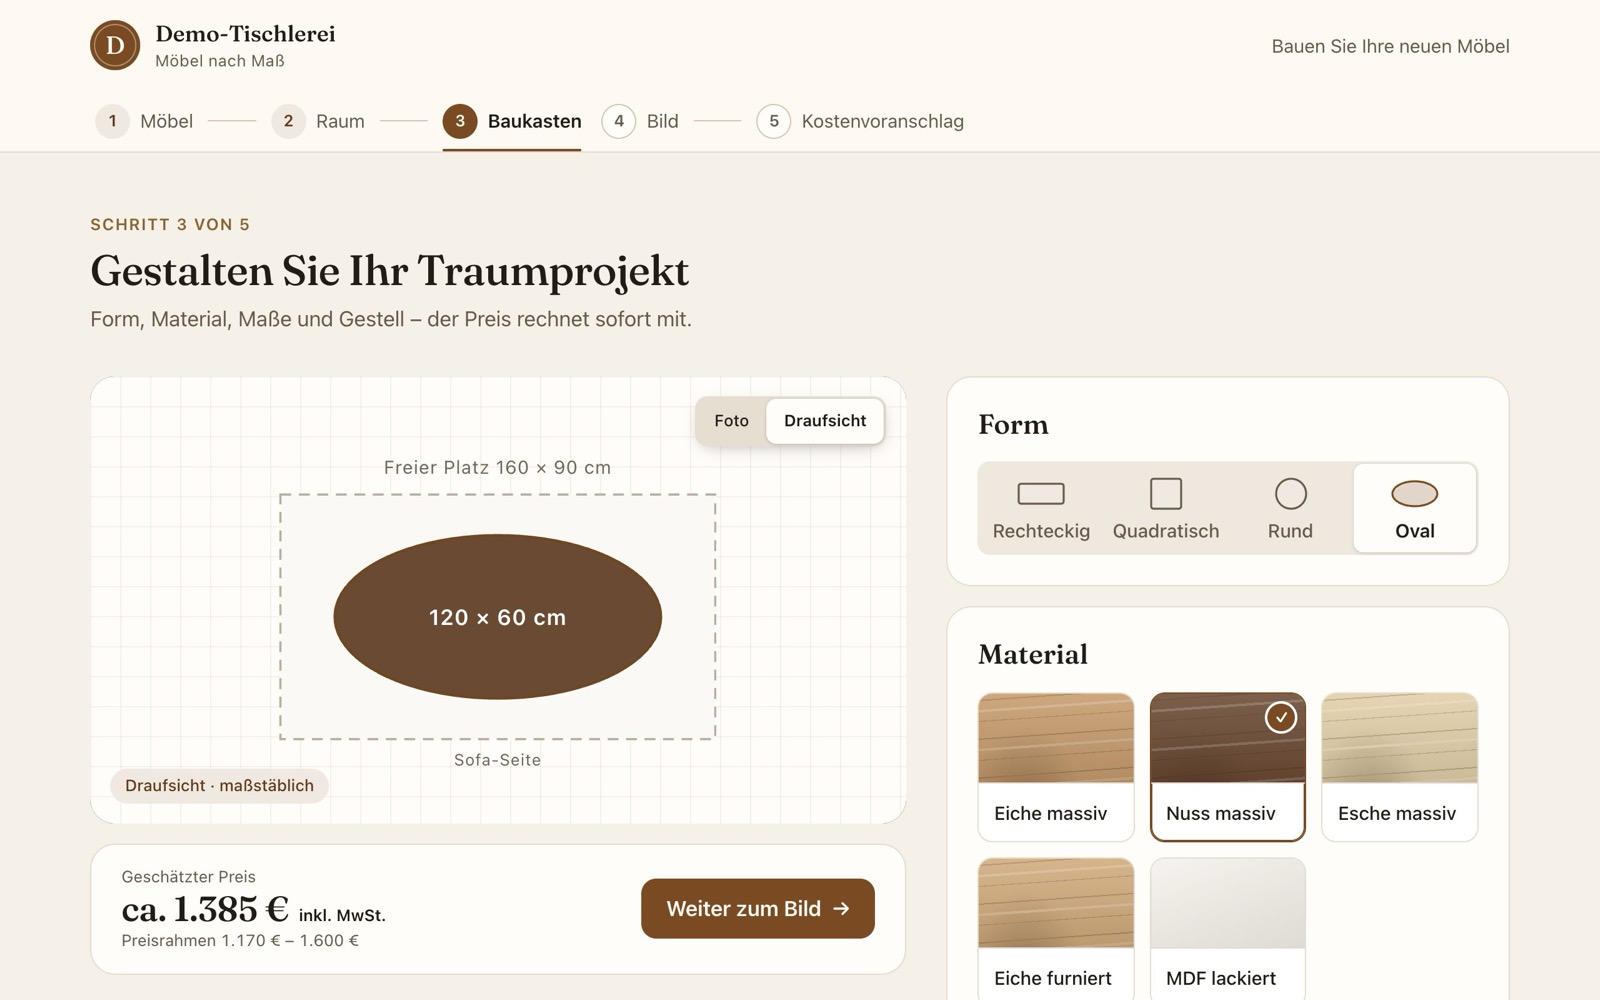 D
Demo-Tischlerei
Möbel nach Maß
Bauen Sie Ihre neuen Möbel
1 Möbel
2 Raum
3 Baukasten
4 Bild
5 Kostenvoranschlag
SCHRITT 3 VON 5
Gestalten Sie Ihr Traumprojekt
Form, Material, Maße und Gestell – der Preis rechnet sofort mit.
Foto
Draufsicht
Freier Platz 160 × 90 cm
120 × 60 cm
Sofa-Seite
Draufsicht · maßstäblich
Geschätzter Preis
ca. 1.385 € inkl. MwSt.
Preisrahmen 1.170 € – 1.600 €
Weiter zum Bild →
Form
Rechteckig
Quadratisch
Rund
Oval
Material
Eiche massiv
Nuss massiv
Esche massiv
Eiche furniert
MDF lackiert